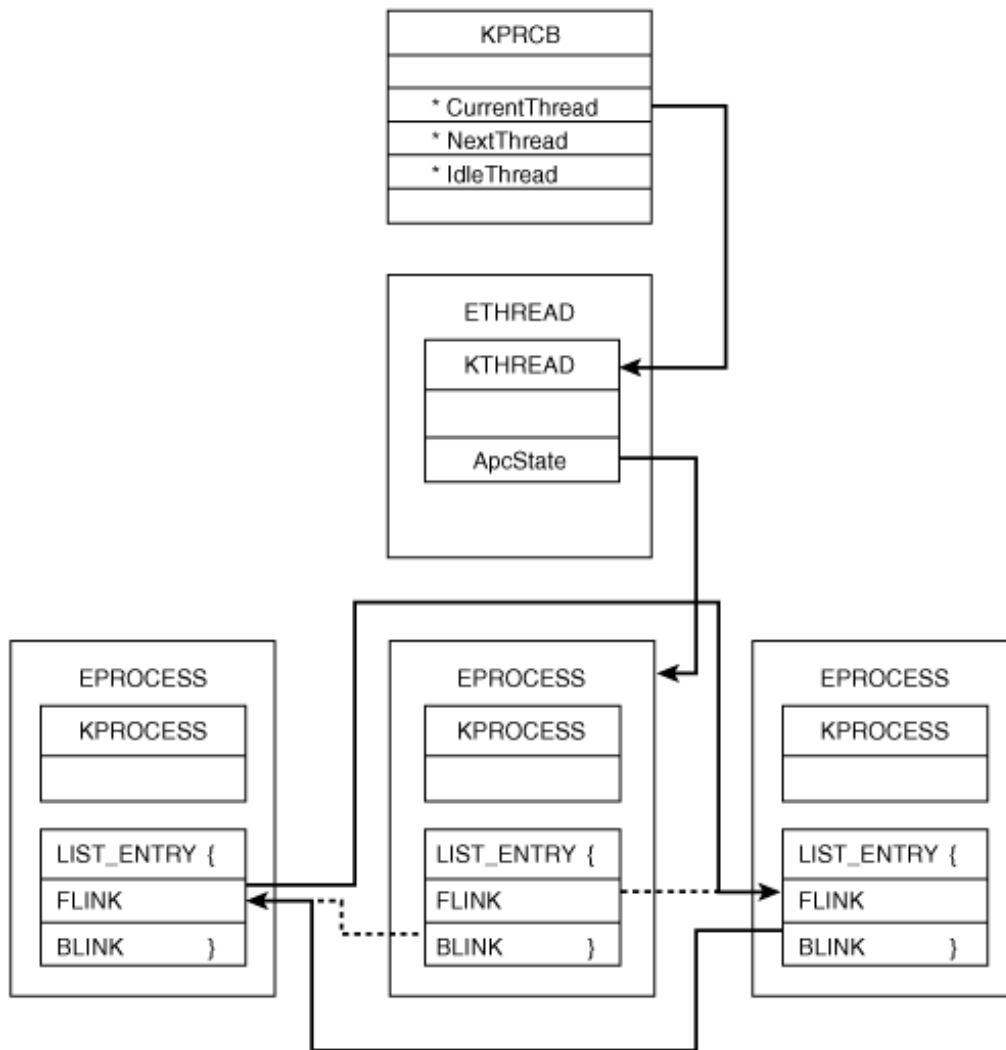 KPRCB
* CurrentThread
* NextThread
* IdleThread
ETHREAD
KTHREAD
ApcState
EPROCESS
KPROCESS
LIST_ENTRY {
FLINK
BLINK }
EPROCESS
KPROCESS
LIST_ENTRY {
FLINK
BLINK }
EPROCESS
KPROCESS
LIST_ENTRY {
FLINK
BLINK }